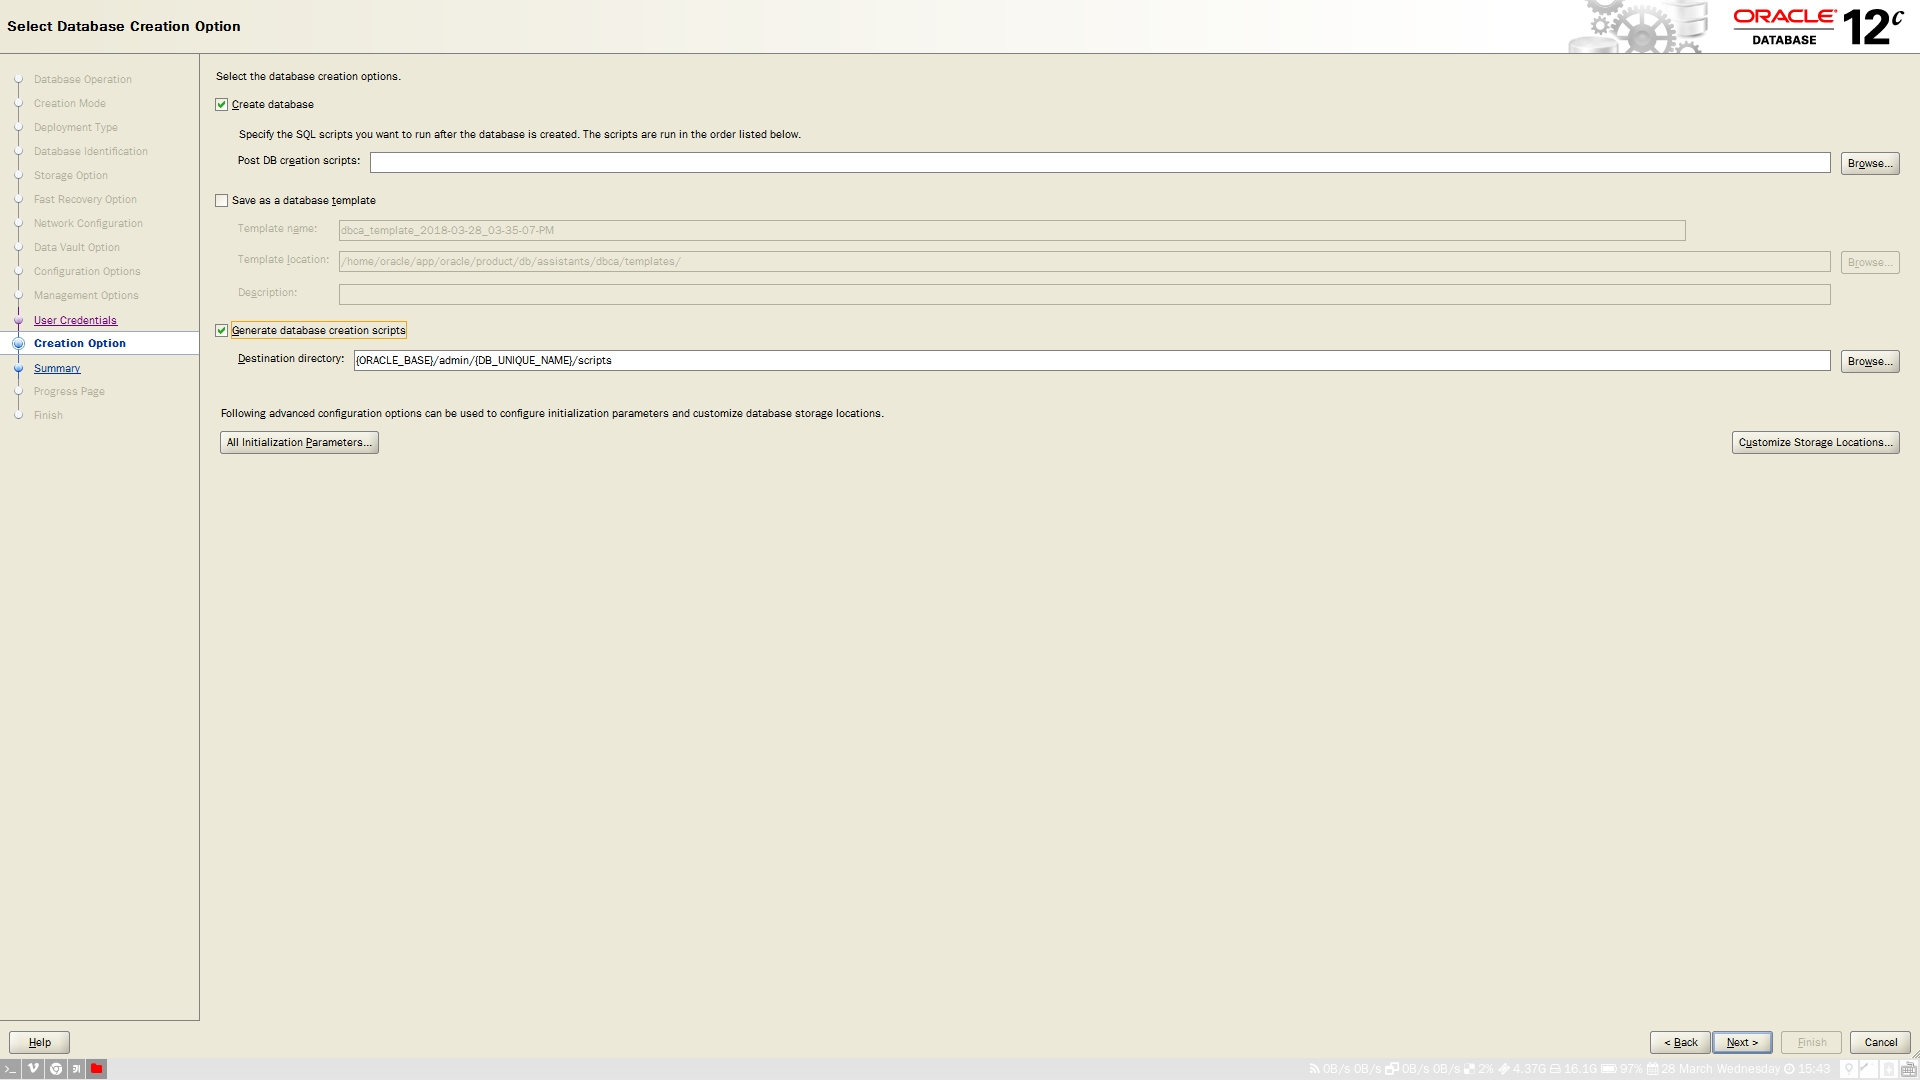 Select Database Creation Option
ORACLE
DATABASE
12c
Database Operation
Creation Mode
Deployment Type
Database Identification
Storage Option
Fast Recovery Option
Network Configuration
Data Vault Option
Configuration Options
Management Options
User Credentials
Creation Option
Summary
Progress Page
Finish
Select the database creation options.
Create database
Specify the SQL scripts you want to run after the database is created. The scripts are run in the order listed below.
Post DB creation scripts: Browse...
Save as a database template
Template name: dbca_template_2018-03-28_03-35-07-PM
Template location: /home/oracle/app/oracle/product/db/assistants/dbca/templates/ Browse...
Description:
Generate database creation scripts
Destination directory: {ORACLE_BASE}/admin/{DB_UNIQUE_NAME}/scripts Browse...
Following advanced configuration options can be used to configure initialization parameters and customize database storage locations.
All Initialization Parameters... Customize Storage Locations...
Help < Back Next > Finish Cancel
0B/s 0B/s 0B/s 0B/s 2% 4.37G 16.1G 97% 28 March Wednesday 15:43